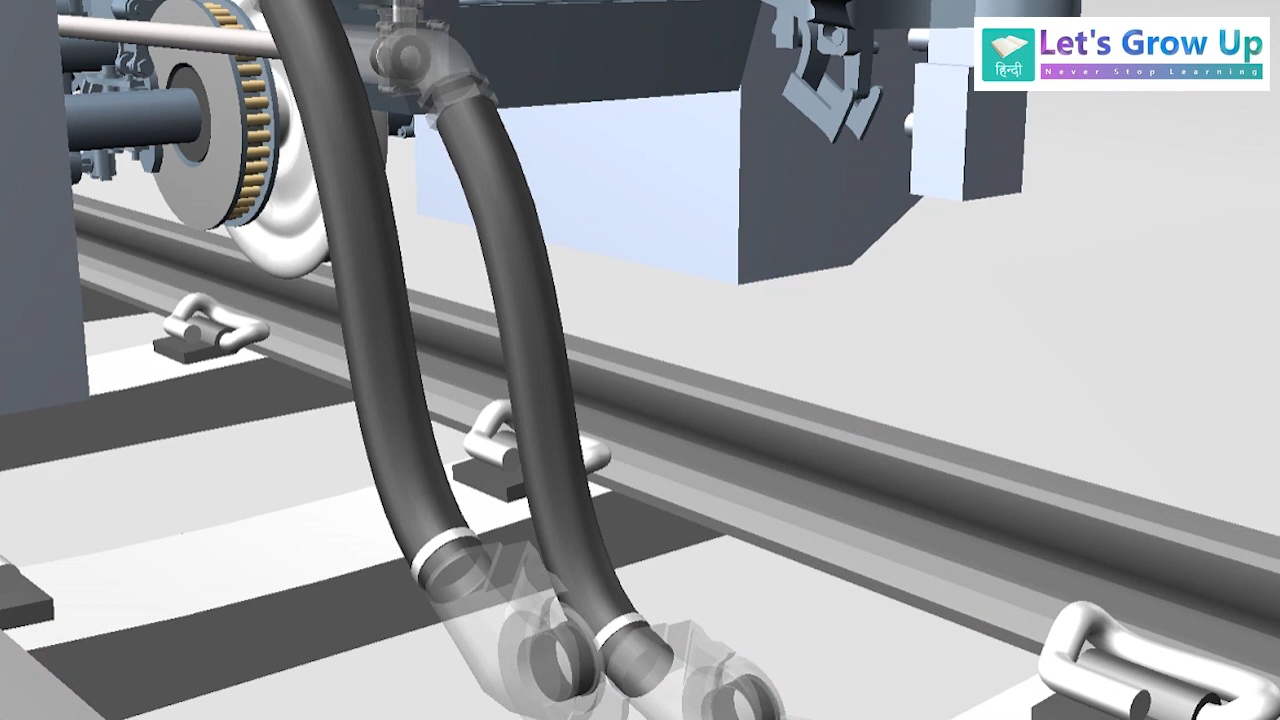 Let's Grow Up
हिन्दी
Never Stop Learning